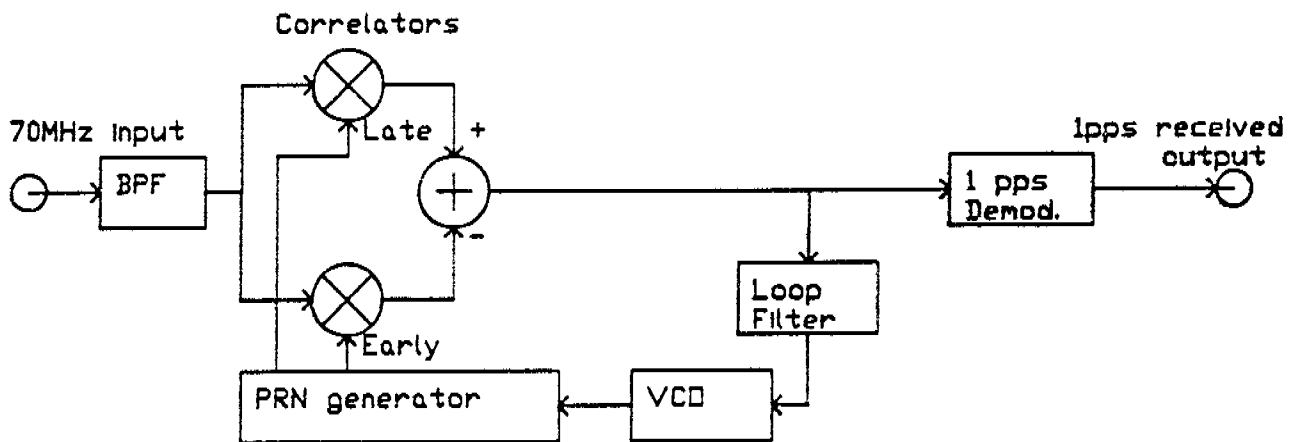 Correlators
70MHz input
BPF
Late
+
-
Early
PRN generator
VCO
Loop
Filter
1 pps
Demod.
1pps received
output